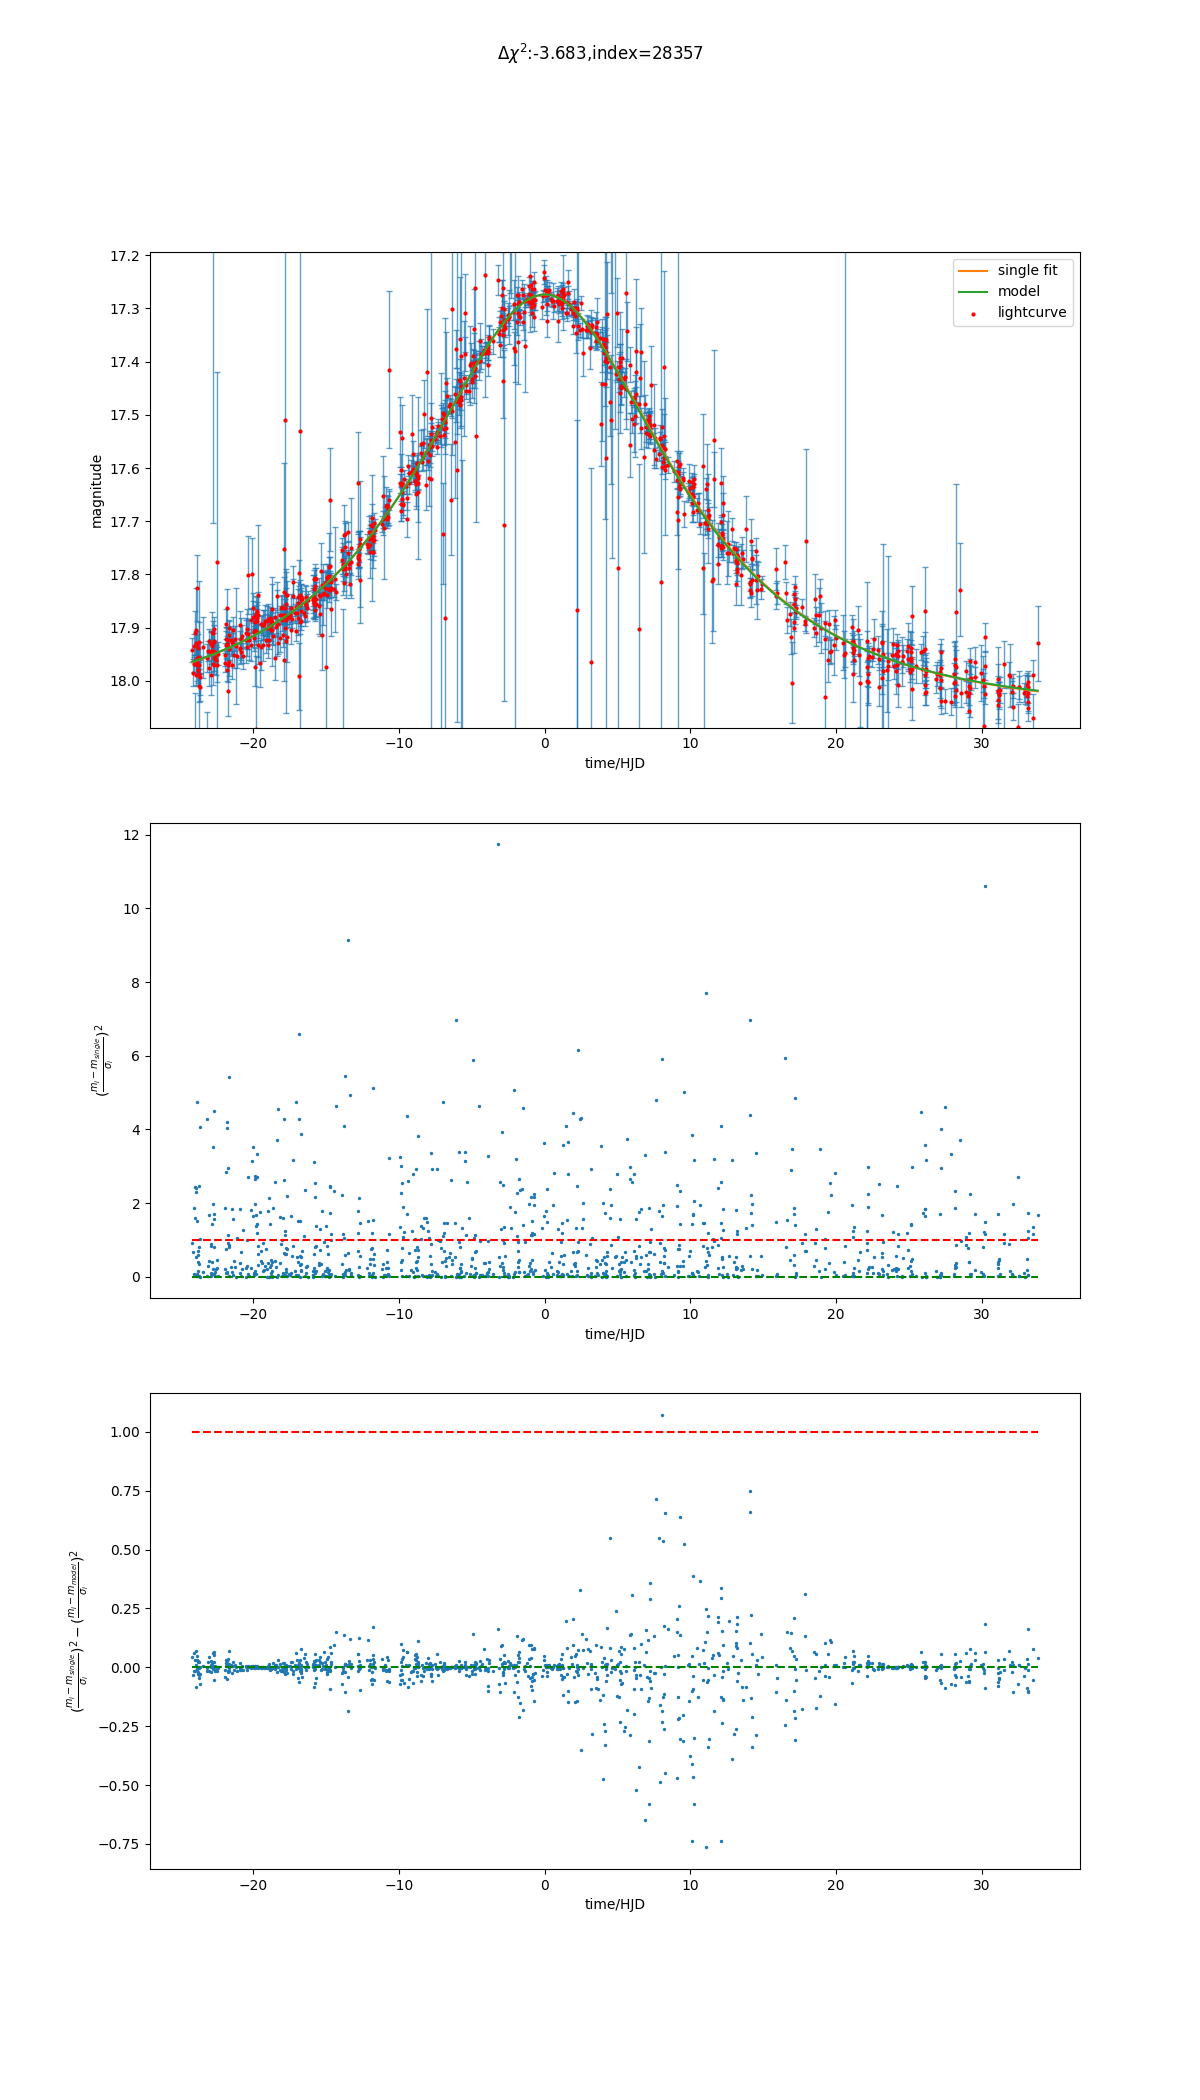 Δχ²:-3.683,index=28357
17.2
17.3
17.4
17.5
17.6
17.7
17.8
17.9
18.0
magnitude
single fit
model
lightcurve
−20 −10 0 10 20 30
time/HJD
12
10
8
6
4
2
0
((m_i − m_single)/σ_i)²
−20 −10 0 10 20 30
time/HJD
1.00
0.75
0.50
0.25
0.00
−0.25
−0.50
−0.75
((m_i − m_single)/σ_i)² − ((m_i − m_model)/σ_i)²
−20 −10 0 10 20 30
time/HJD